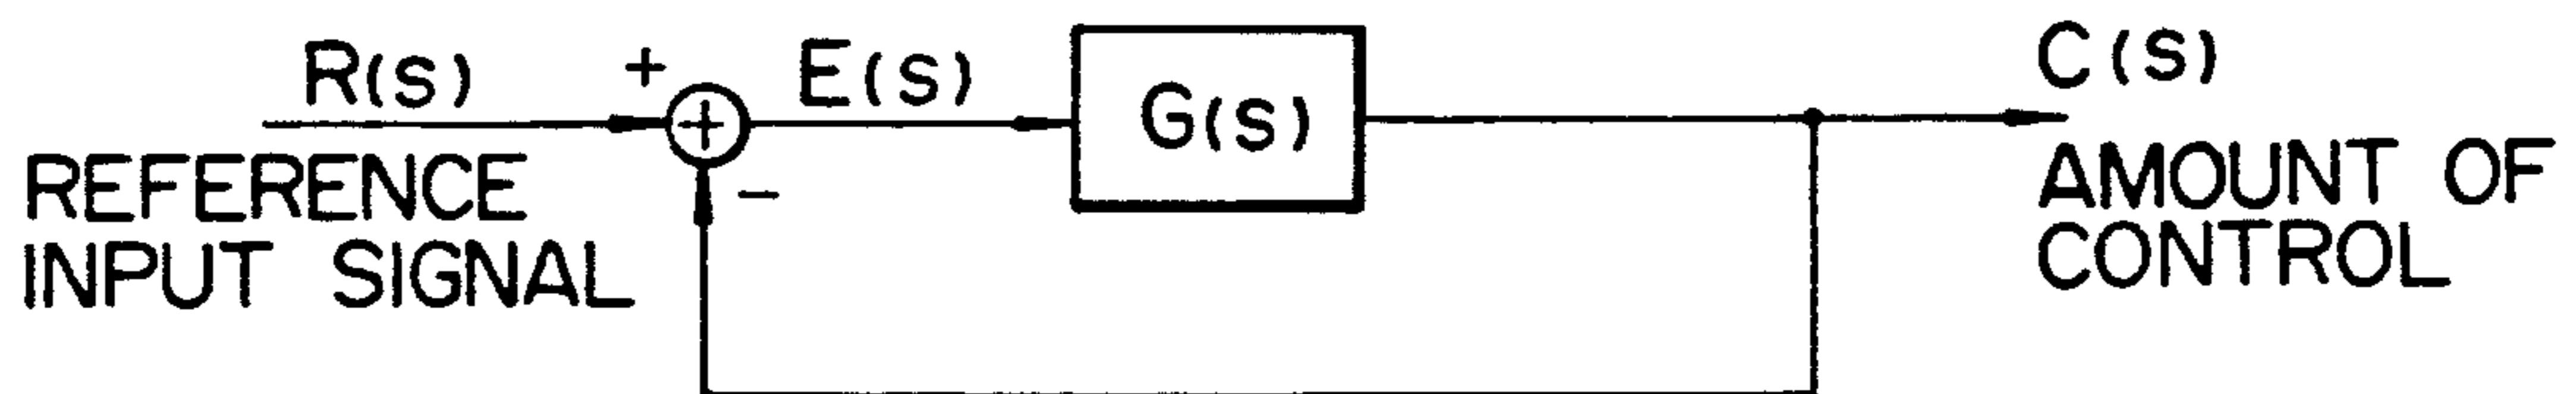 R(S)
+
E(S)
G(S)
C(S)
+
−
REFERENCE
INPUT SIGNAL
AMOUNT OF
CONTROL